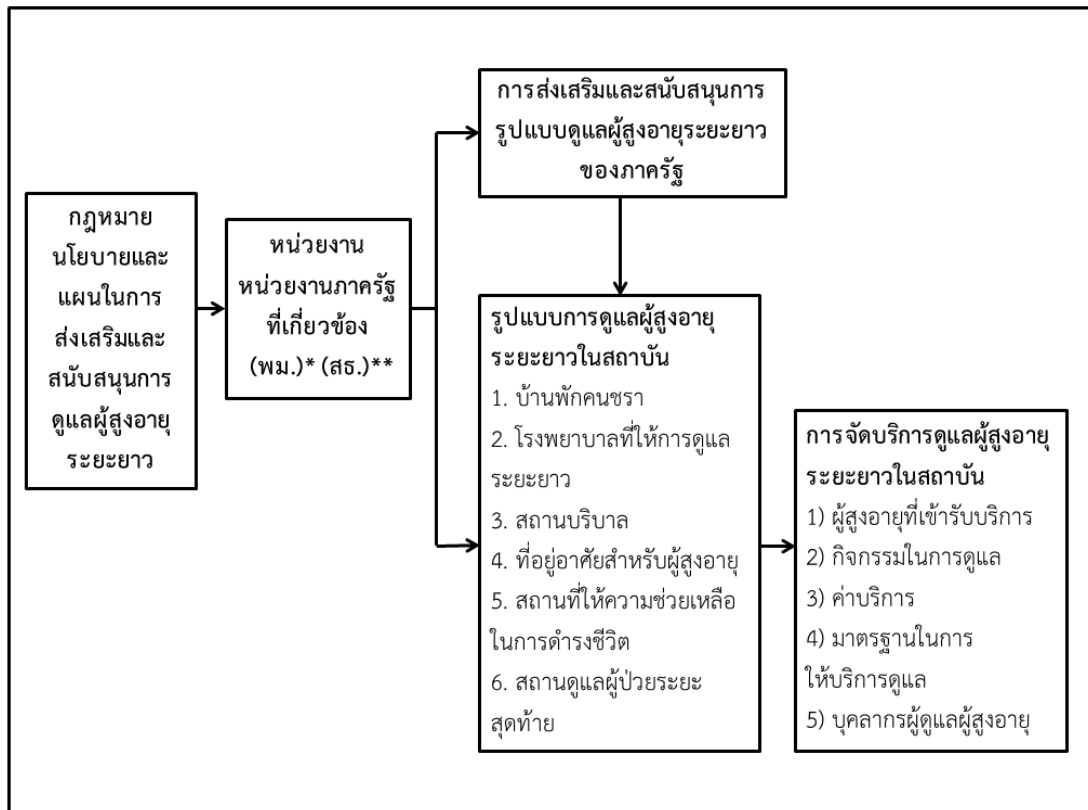 กฎหมาย
นโยบายและ
แผนในการ
ส่งเสริมและ
สนับสนุนการ
ดูแลผู้สูงอายุ
ระยะยาว
หน่วยงาน
หน่วยงานภาครัฐ
ที่เกี่ยวข้อง
(พม.)* (สธ.)**
การส่งเสริมและสนับสนุนการ
รูปแบบดูแลผู้สูงอายุระยะยาว
ของภาครัฐ
รูปแบบการดูแลผู้สูงอายุ
ระยะยาวในสถาบัน
1. บ้านพักคนชรา
2. โรงพยาบาลที่ให้การดูแล
ระยะยาว
3. สถานบริบาล
4. ที่อยู่อาศัยสำหรับผู้สูงอายุ
5. สถานที่ให้ความช่วยเหลือ
ในการดำรงชีวิต
6. สถานดูแลผู้ป่วยระยะ
สุดท้าย
การจัดบริการดูแลผู้สูงอายุ
ระยะยาวในสถาบัน
1) ผู้สูงอายุที่เข้ารับบริการ
2) กิจกรรมในการดูแล
3) ค่าบริการ
4) มาตรฐานในการ
ให้บริการดูแล
5) บุคลากรผู้ดูแลผู้สูงอายุ